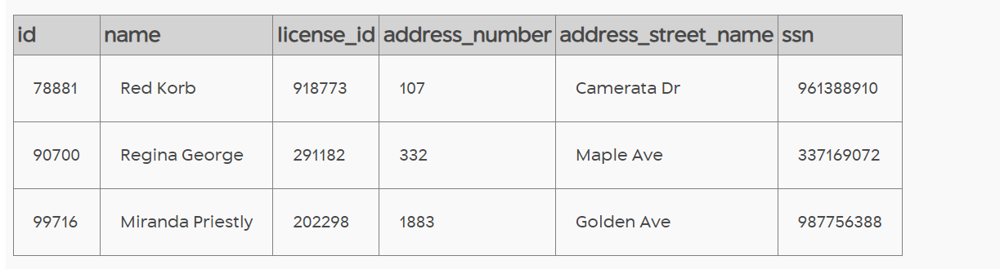 id name license_id address_number address_street_name ssn
78881 Red Korb 918773 107 Camerata Dr 961388910
90700 Regina George 291182 332 Maple Ave 337169072
99716 Miranda Priestly 202298 1883 Golden Ave 987756388